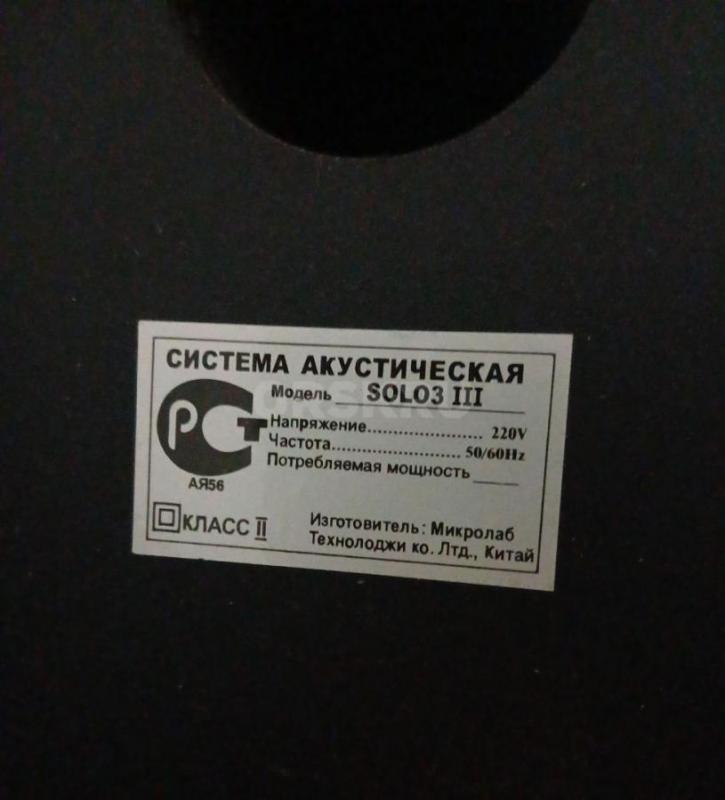 СИСТЕМА АКУСТИЧЕСКАЯ
Модель SOLO3 III
РСТ
Напряжение........................ 220V
Частота........................ 50/60Hz
Потребляемая мощность
АЯ56
КЛАСС II
Изготовитель: Микролаб
Технолоджи ко. Лтд., Китай